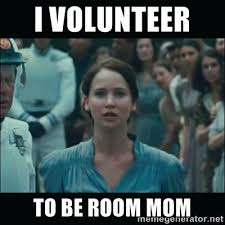 I VOLUNTEER
TO BE ROOM MOM
memegenerator.net